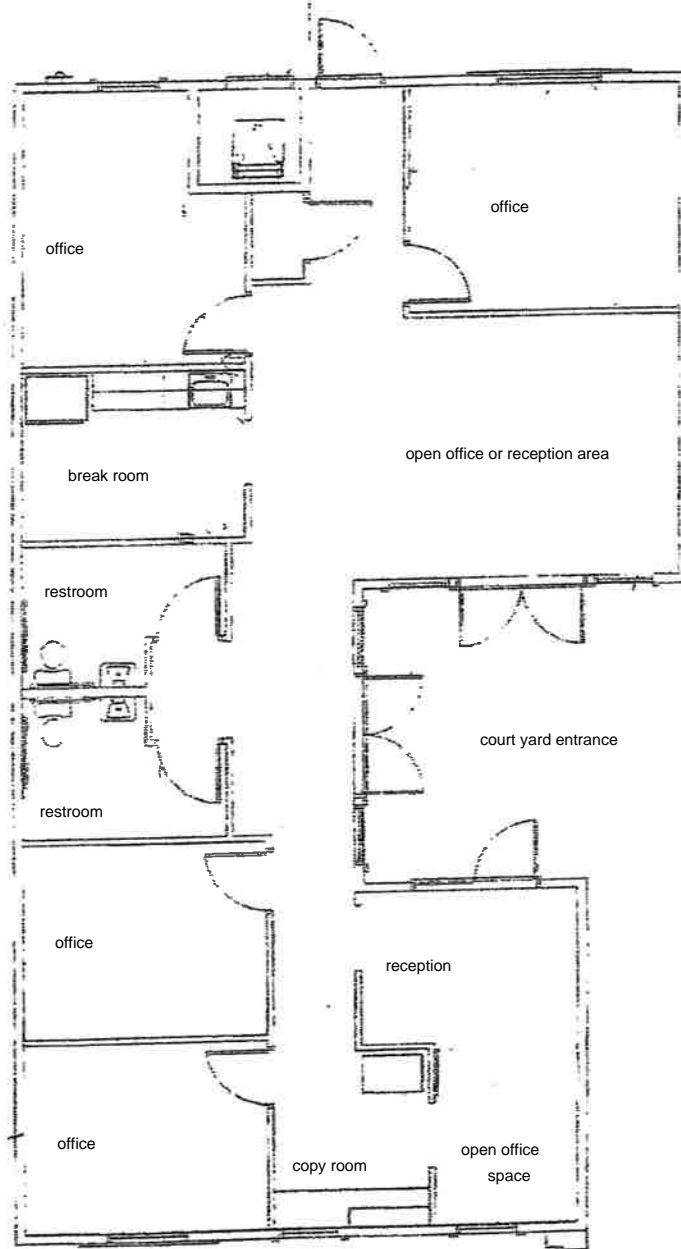 office
office
open office or reception area
break room
restroom
court yard entrance
restroom
office
reception
office
copy room
open office
space